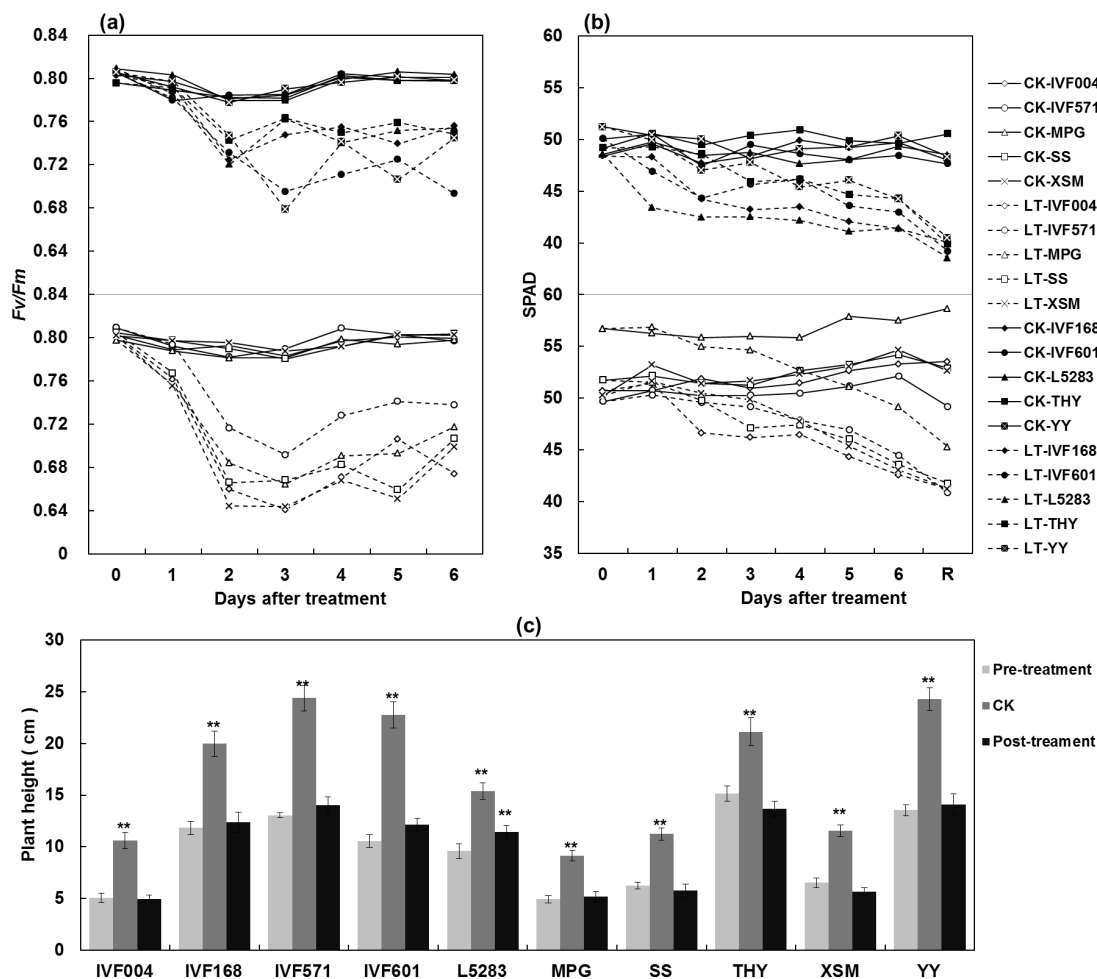 (a)
(b)
0.84
0.80
0.76
0.72
0.68
0.64
0.84
0.80
0.76
0.72
0.68
0.64
0
Fv/Fm
0 1 2 3 4 5 6
Days after treatment
60
55
50
45
40
60
55
50
45
40
35
SPAD
0 1 2 3 4 5 6 R
Days after treament
CK-IVF004
CK-IVF571
CK-MPG
CK-SS
CK-XSM
LT-IVF004
LT-IVF571
LT-MPG
LT-SS
LT-XSM
CK-IVF168
CK-IVF601
CK-L5283
CK-THY
CK-YY
LT-IVF168
LT-IVF601
LT-L5283
LT-THY
LT-YY
(c)
30
25
20
15
10
5
0
Plant height ( cm )
** ** ** ** ** ** ** ** ** ** **
IVF004 IVF168 IVF571 IVF601 L5283 MPG SS THY XSM YY
Pre-treatment
CK
Post-treament